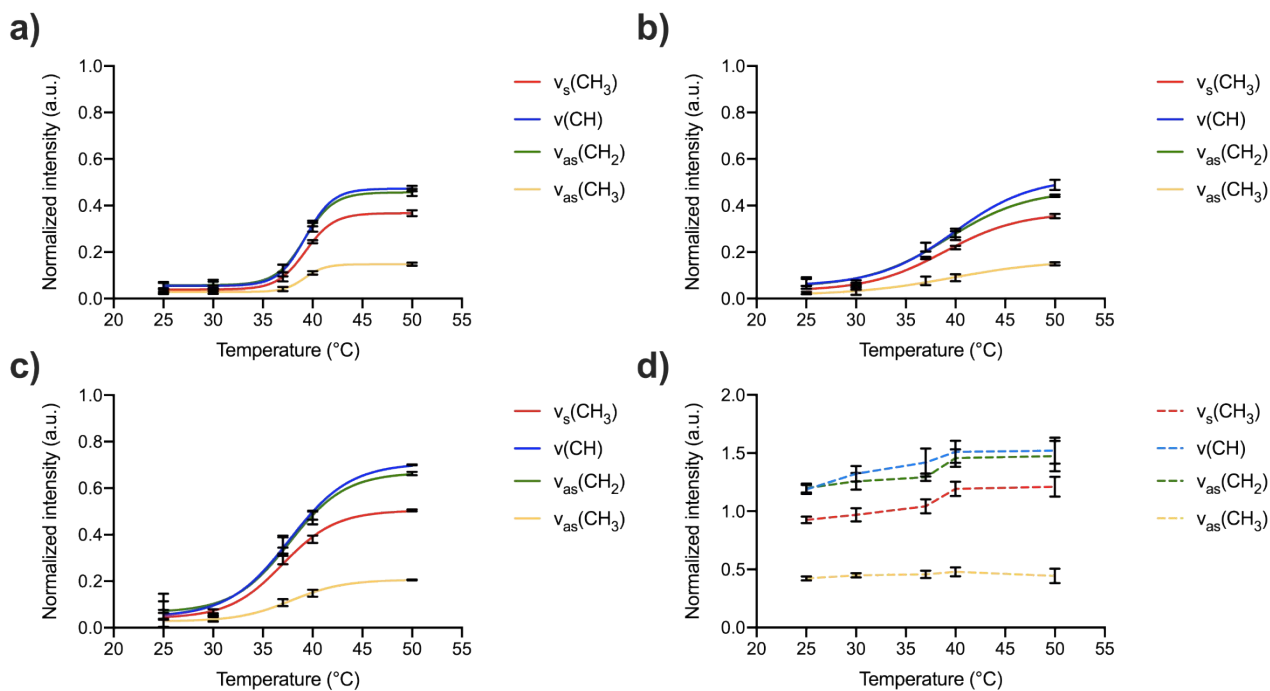 a)
Normalized intensity (a.u.)
1.0
0.8
0.6
0.4
0.2
0.0
20 25 30 35 40 45 50 55
Temperature (°C)
vs(CH3)
v(CH)
vas(CH2)
vas(CH3)
b)
Normalized intensity (a.u.)
1.0
0.8
0.6
0.4
0.2
0.0
20 25 30 35 40 45 50 55
Temperature (°C)
vs(CH3)
v(CH)
vas(CH2)
vas(CH3)
c)
Normalized intensity (a.u.)
1.0
0.8
0.6
0.4
0.2
0.0
20 25 30 35 40 45 50 55
Temperature (°C)
vs(CH3)
v(CH)
vas(CH2)
vas(CH3)
d)
Normalized intensity (a.u.)
2.0
1.5
1.0
0.5
0.0
20 25 30 35 40 45 50 55
Temperature (°C)
vs(CH3)
v(CH)
vas(CH2)
vas(CH3)